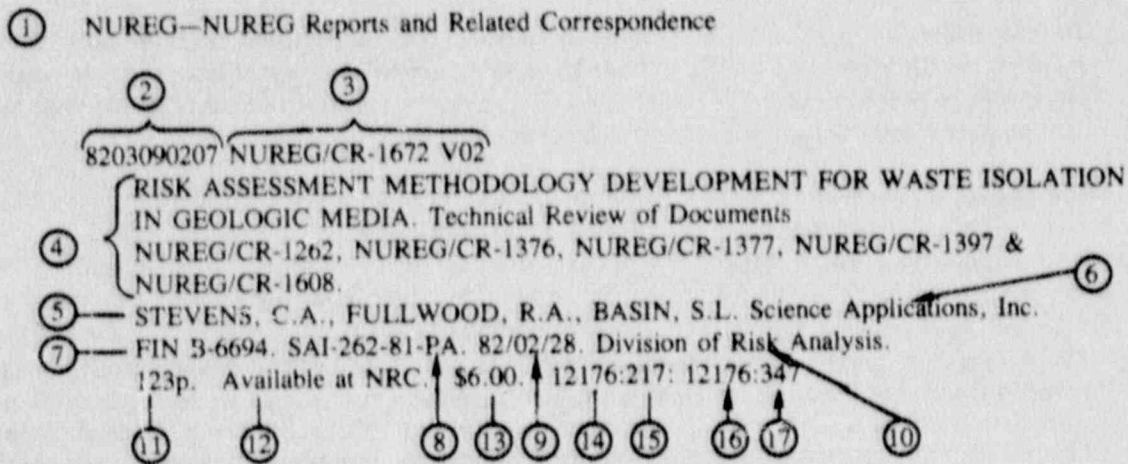 ① NUREG—NUREG Reports and Related Correspondence
② ③
8203090207 NUREG/CR-1672 V02
RISK ASSESSMENT METHODOLOGY DEVELOPMENT FOR WASTE ISOLATION
IN GEOLOGIC MEDIA. Technical Review of Documents
④ NUREG/CR-1262, NUREG/CR-1376, NUREG/CR-1377, NUREG/CR-1397 &
NUREG/CR-1608.
⑥
⑤ STEVENS, C.A., FULLWOOD, R.A., BASIN, S.L. Science Applications, Inc.
⑦ FIN B-6694. SAI-262-81-PA. 82/02/28. Division of Risk Analysis.
123p. Available at NRC. $6.00. 12176:217: 12176:347
⑪ ⑫ ⑧ ⑬ ⑨ ⑭ ⑮ ⑯ ⑰ ⑩